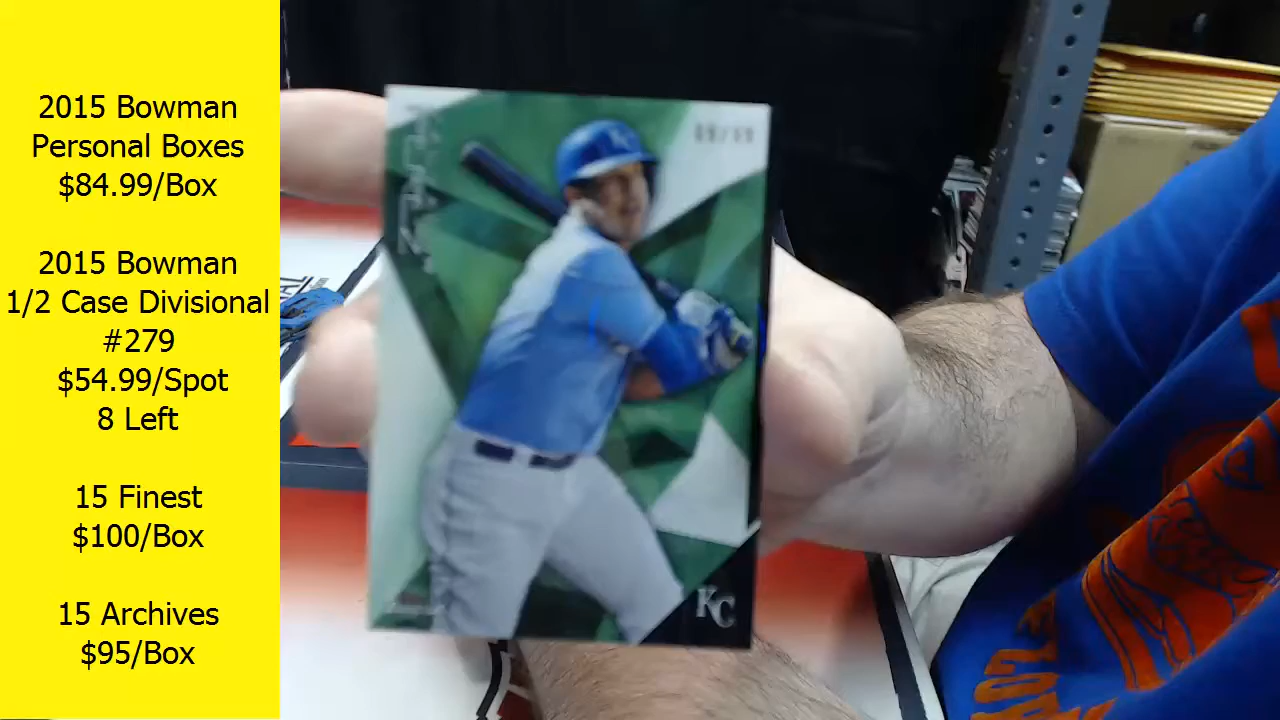 2015 Bowman
Personal Boxes
$84.99/Box
2015 Bowman
1/2 Case Divisional
#279
$54.99/Spot
8 Left
15 Finest
$100/Box
15 Archives
$95/Box
KC